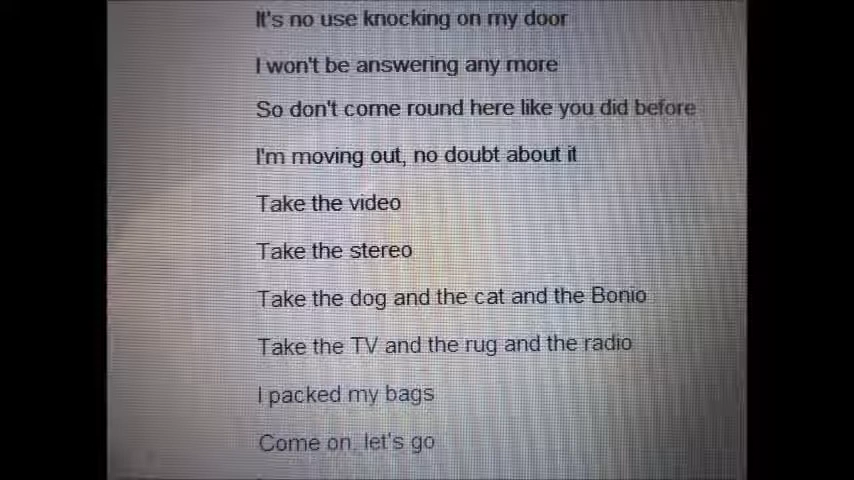 It's no use knocking on my door
I won't be answering any more
So don't come round here like you did before
I'm moving out, no doubt about it
Take the video
Take the stereo
Take the dog and the cat and the Bonio
Take the TV and the rug and the radio
I packed my bags
Come on, let's go